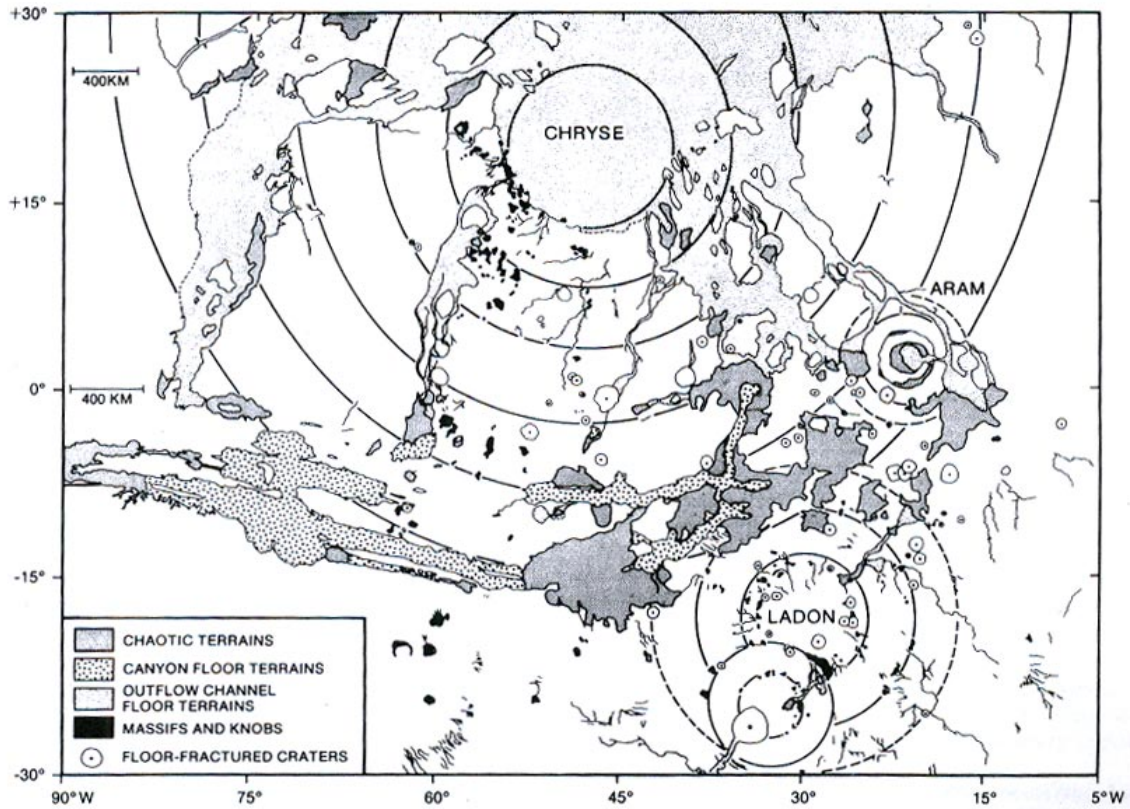 +30°
400KM
CHRYSE
+15°
ARAM
0°
400 KM
-15°
LADON
CHAOTIC TERRAINS
CANYON FLOOR TERRAINS
OUTFLOW CHANNEL
FLOOR TERRAINS
MASSIFS AND KNOBS
FLOOR-FRACTURED CRATERS
-30°
90°W
75°
60°
45°
30°
15°
5°W